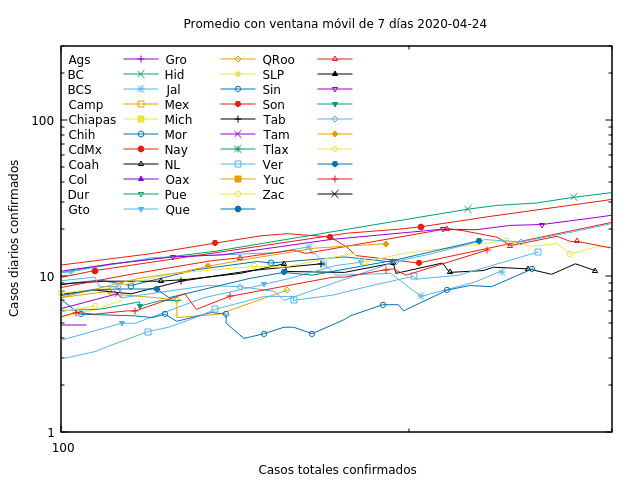 Promedio con ventana móvil de 7 días 2020-04-24
Ags Gro QRoo
BC Hid SLP
BCS Jal Sin
Camp Mex Son
Chiapas Mich Tab
Chih Mor Tam
CdMx Nay Tlax
Coah NL Ver
Col Oax Yuc
Dur Pue Zac
Gto Que
100
10
1
100
Casos diarios confirmados
Casos totales confirmados